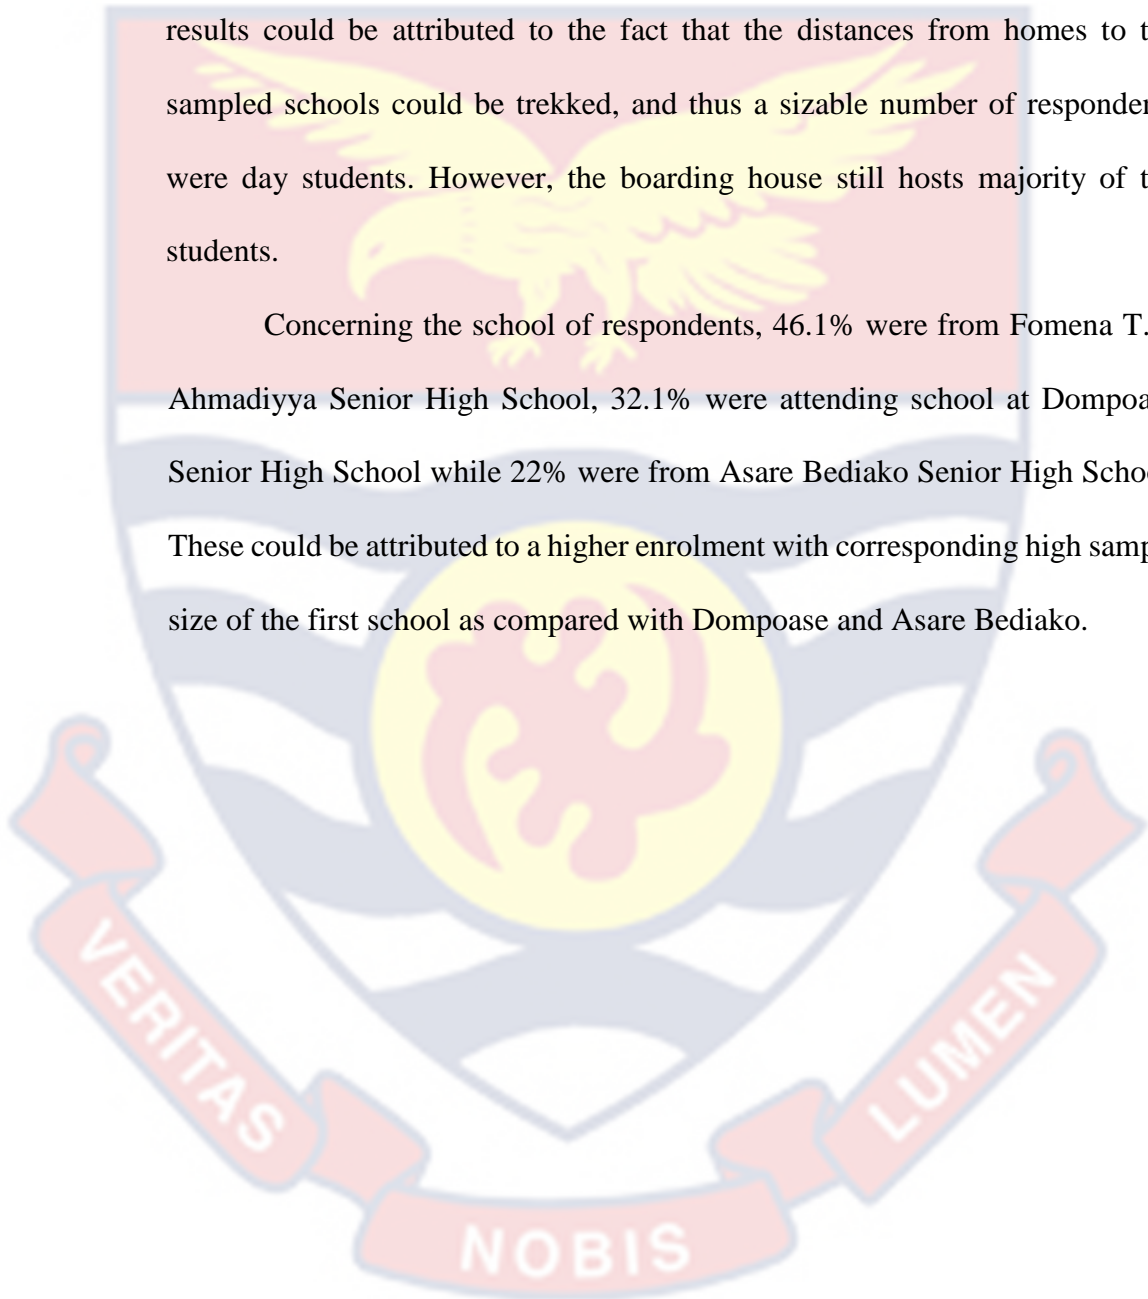 results could be attributed to the fact that the distances from homes to t
sampled schools could be trekked, and thus a sizable number of responden
were day students. However, the boarding house still hosts majority of t
students.
Concerning the school of respondents, 46.1% were from Fomena T.
Ahmadiyya Senior High School, 32.1% were attending school at Dompoa
Senior High School while 22% were from Asare Bediako Senior High Schoo
These could be attributed to a higher enrolment with corresponding high samp
size of the first school as compared with Dompoase and Asare Bediako.
VERITAS
NOBIS
LUMEN